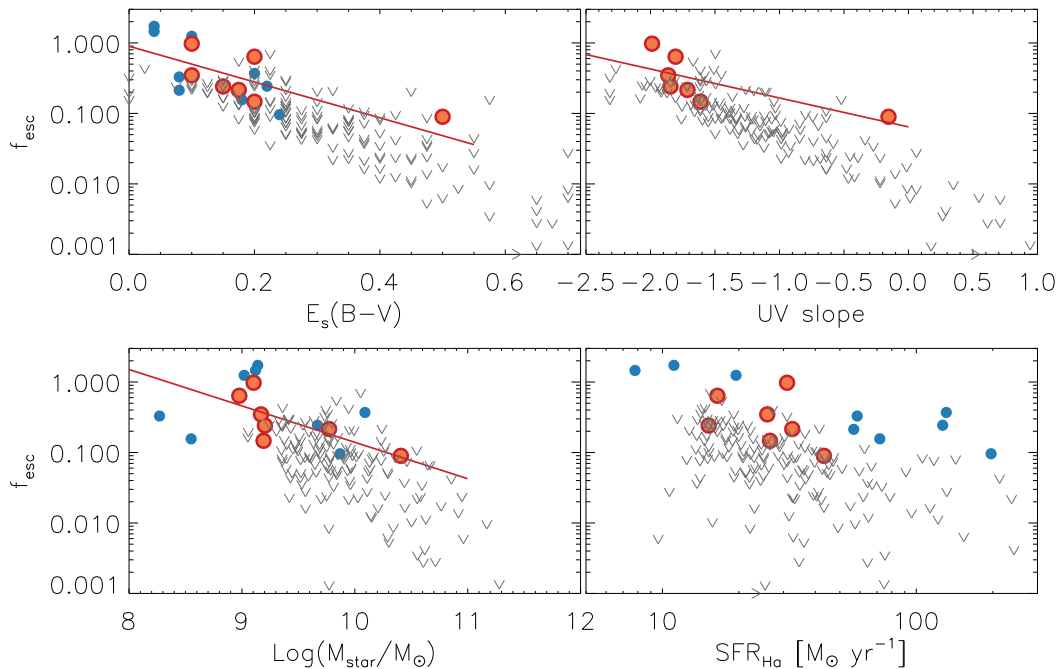 1.000
0.100
0.010
0.001
f_esc
0.0 0.2 0.4 0.6
E_s(B−V)
−2.5 −2.0 −1.5 −1.0 −0.5 0.0 0.5 1.0
UV slope
1.000
0.100
0.010
0.001
f_esc
8 9 10 11 12
Log(M_star/M_⊙)
10 100
SFR_Ha [M_⊙ yr⁻¹]